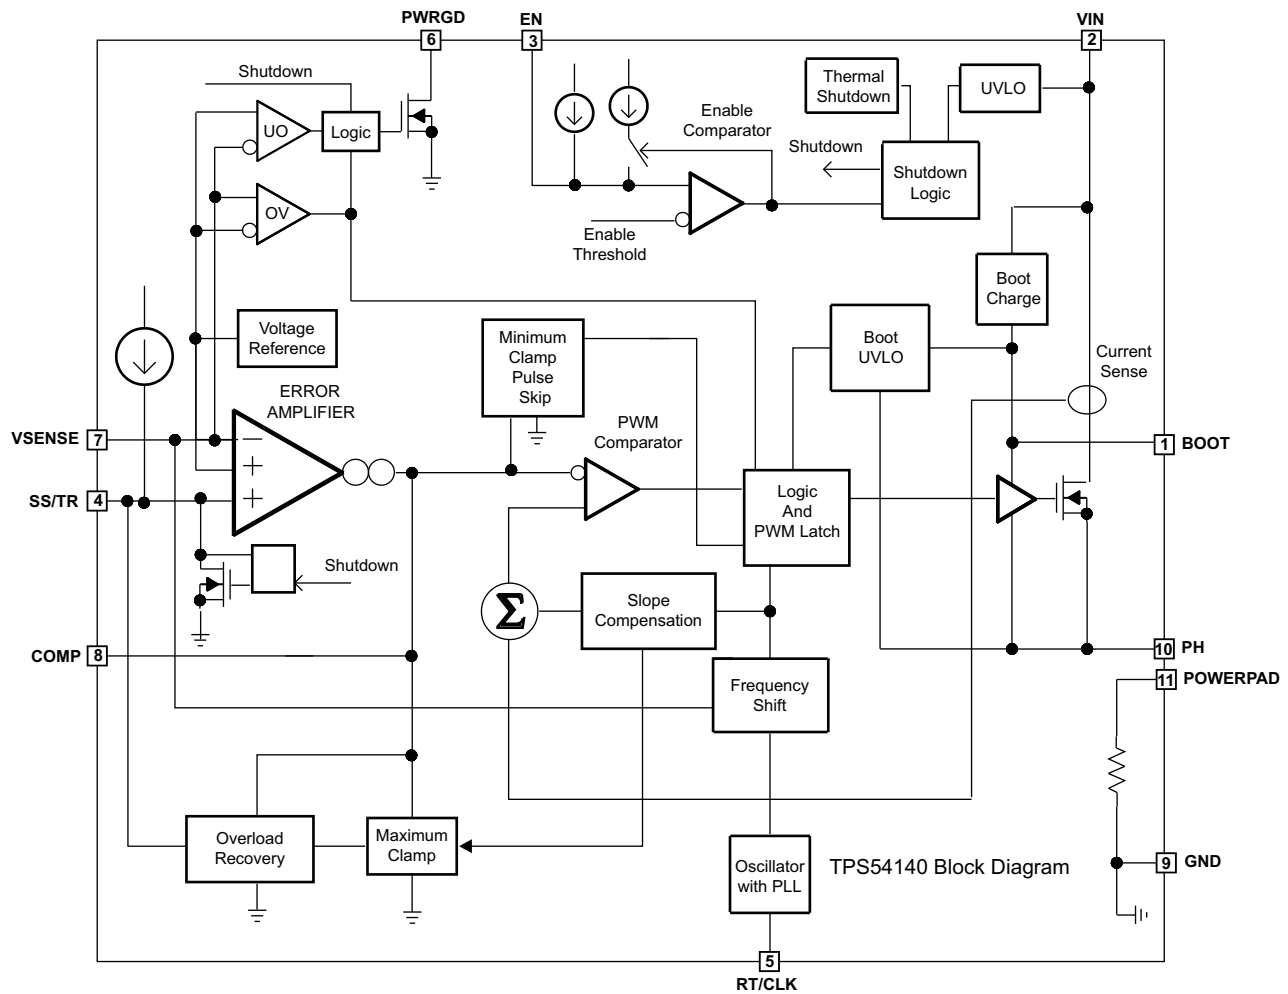 PWRGD
EN
VIN
6
3
2
Shutdown
Thermal
Shutdown
UVLO
UO
Logic
Enable
Comparator
Shutdown
Shutdown
Logic
OV
Enable
Threshold
Boot
Charge
Voltage
Reference
Minimum
Clamp
Pulse
Skip
Boot
UVLO
Current
Sense
ERROR
AMPLIFIER
PWM
Comparator
VSENSE
7
−
+
+
1
BOOT
SS/TR
4
Logic
And
PWM Latch
Shutdown
Σ
Slope
Compensation
COMP
8
10
PH
11
POWERPAD
Frequency
Shift
Overload
Recovery
Maximum
Clamp
Oscillator
with PLL
TPS54140 Block Diagram
9
GND
5
RT/CLK